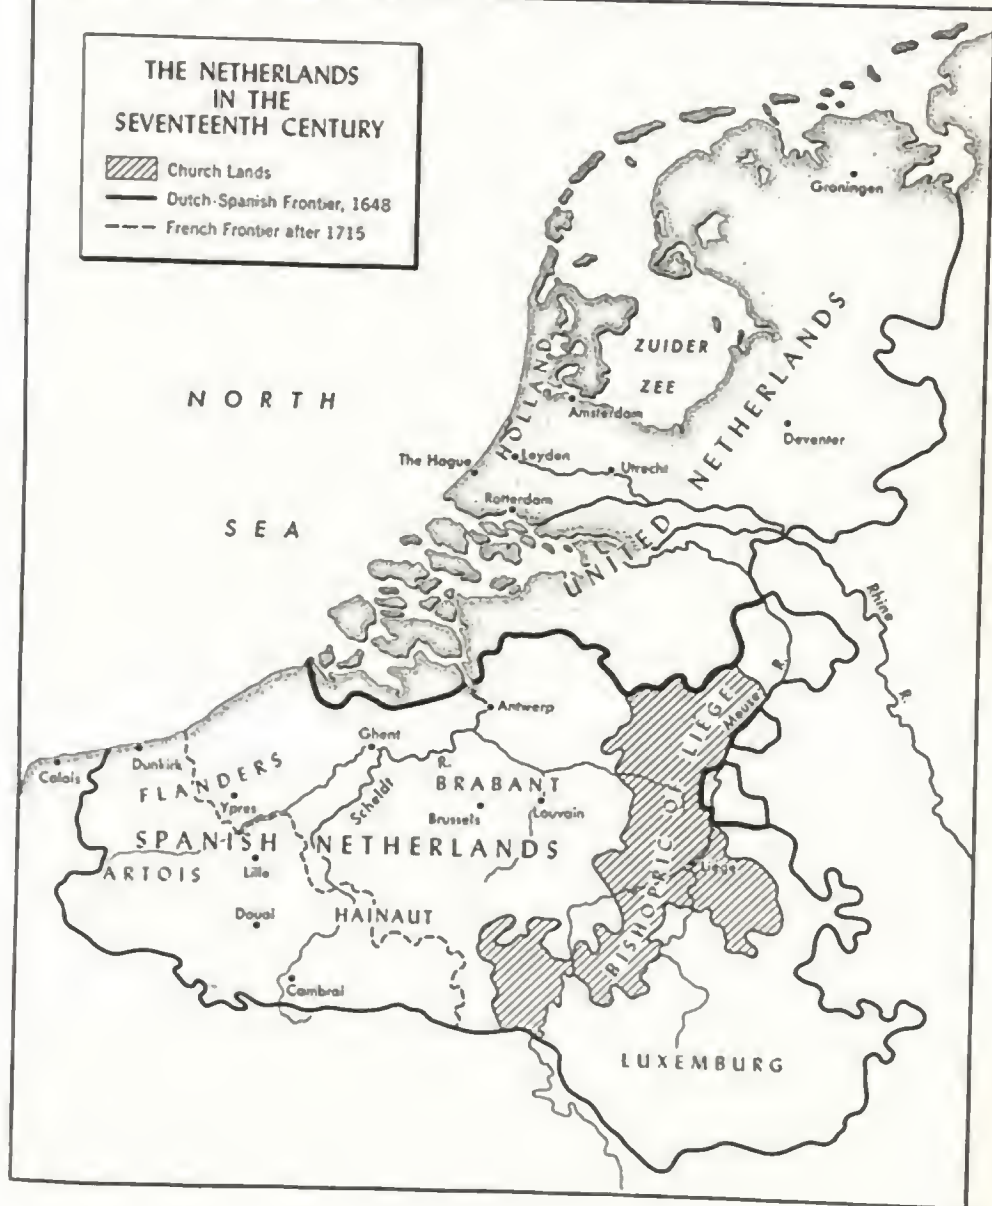 THE NETHERLANDS
IN THE
SEVENTEENTH CENTURY
Church Lands
Dutch-Spanish Frontier, 1648
French Frontier after 1715
Groningen
NORTH
SEA
ZUIDER
ZEE
HOLLAND
Amsterdam
UNITED NETHERLANDS
Deventer
The Hague
Leyden
Utrecht
Rotterdam
Rhine R.
Meuse R.
Antwerp
Calais
Dunkirk
Ghent
FLANDERS
Ypres
Scheldt R.
BRABANT
Brussels
Louvain
SPANISH NETHERLANDS
ARTOIS
Lille
Liege
BISHOPRIC OF LIEGE
Douai
HAINAUT
Cambrai
LUXEMBURG